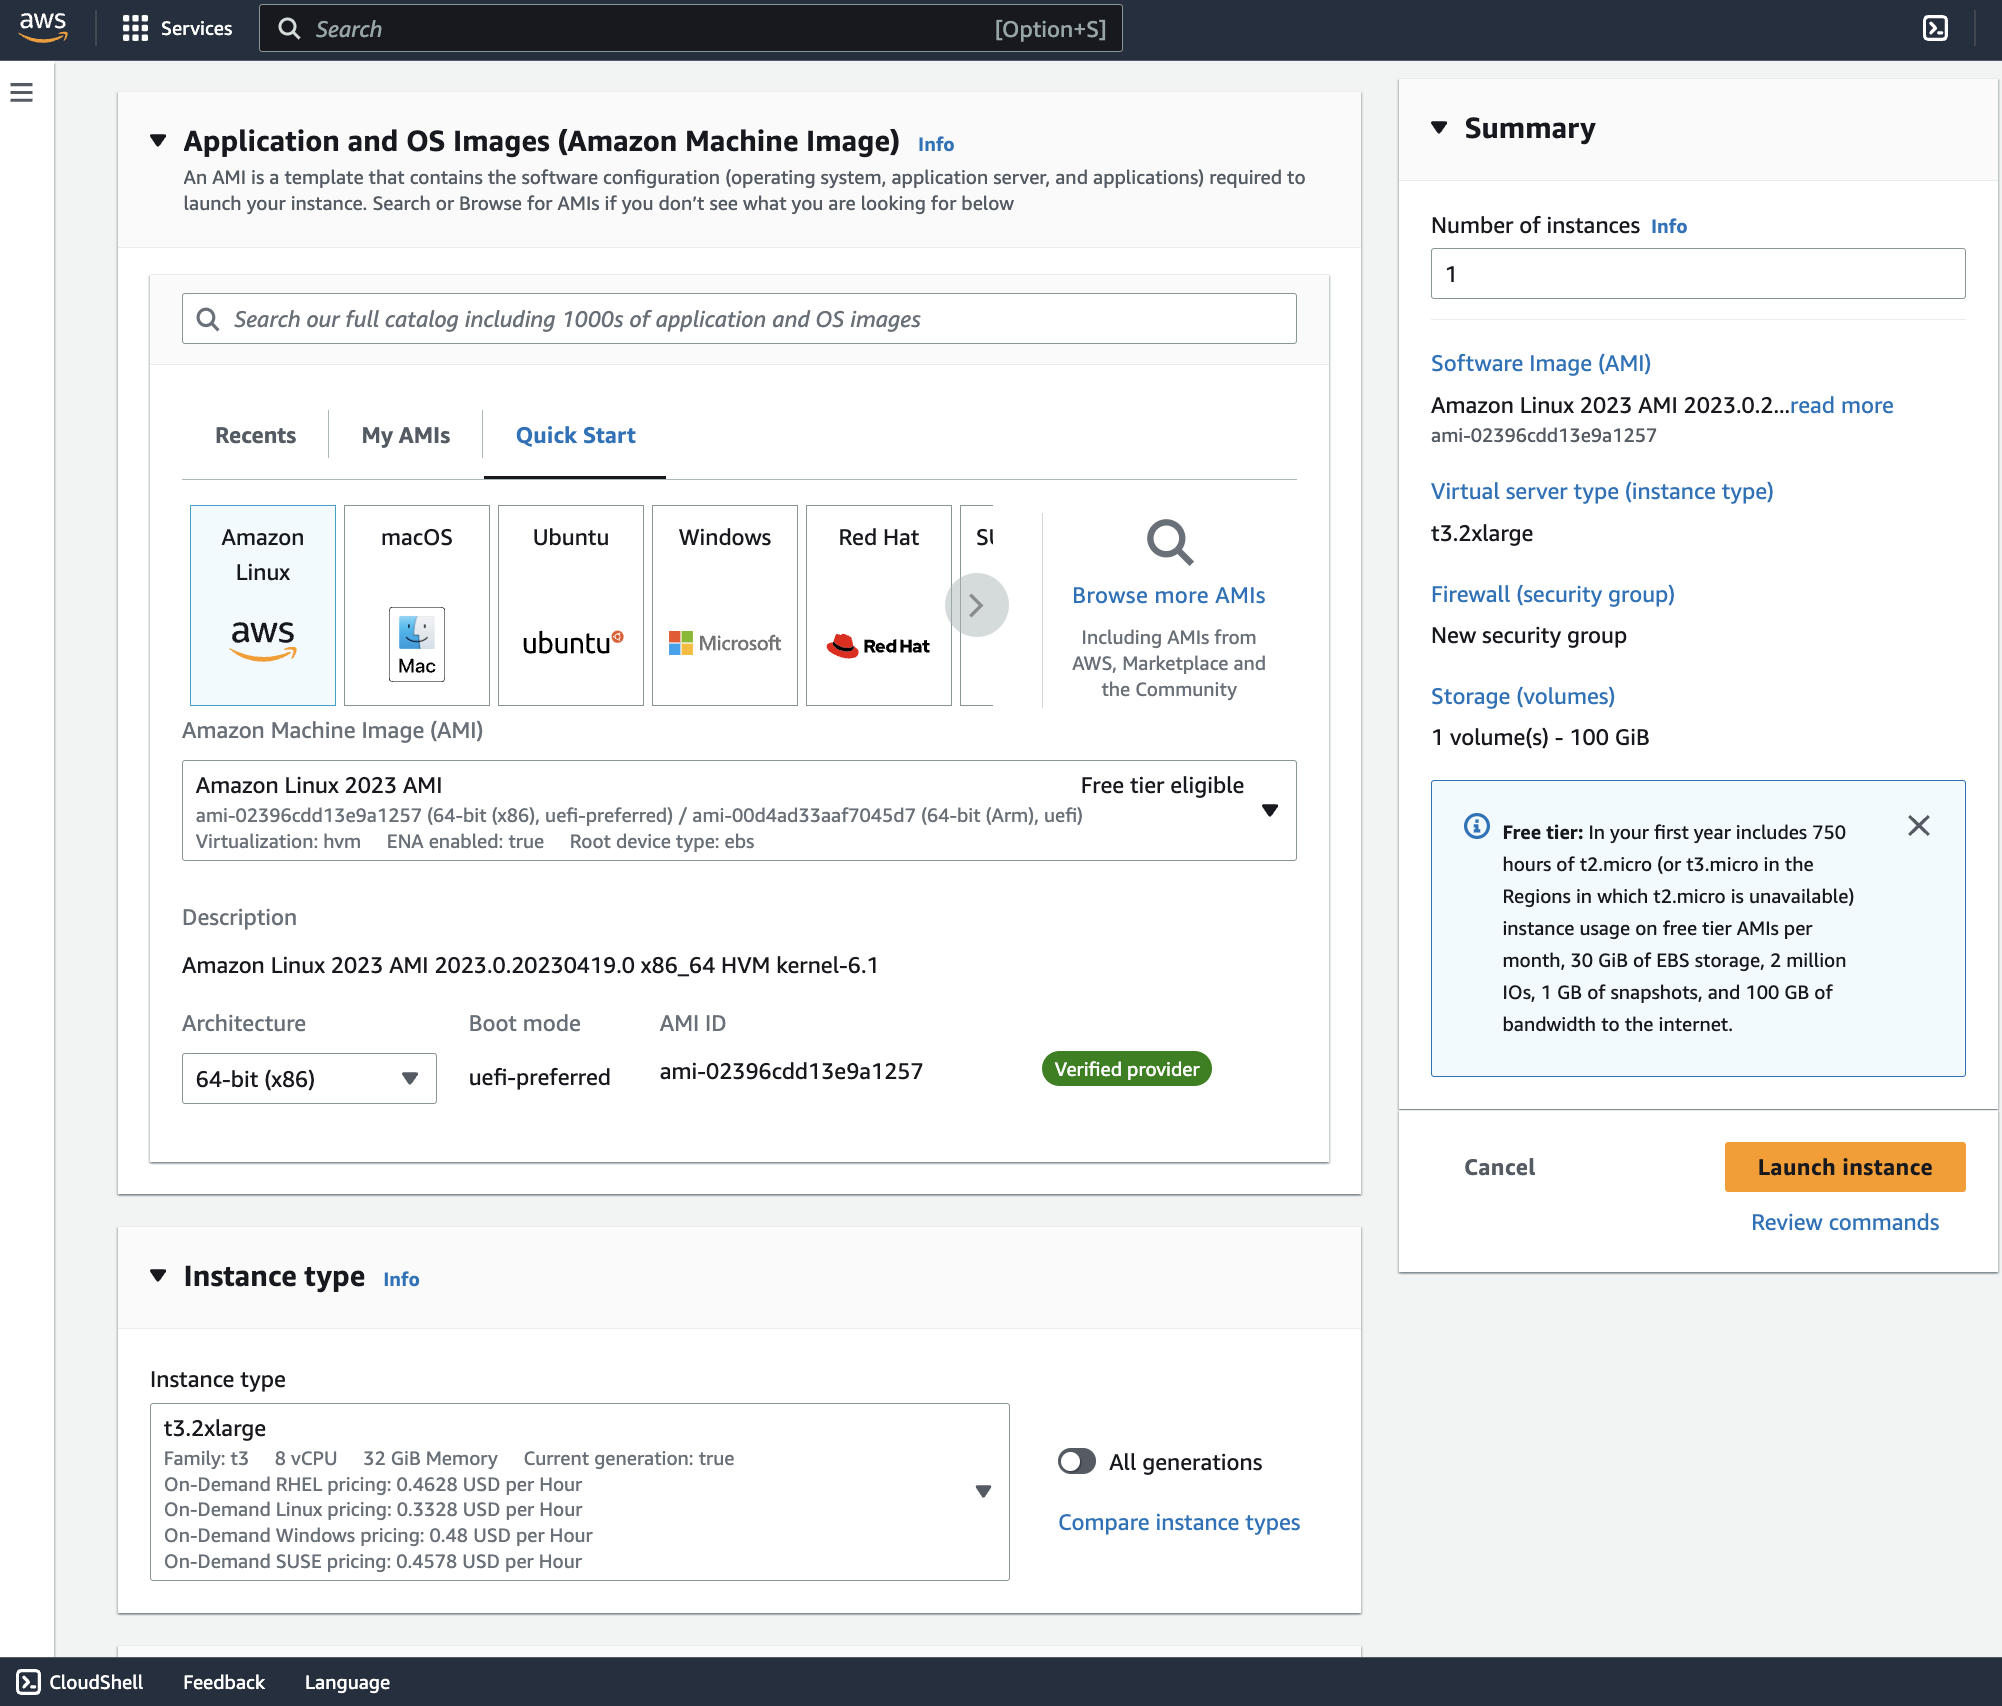 aws
Services
Search
[Option+S]
Application and OS Images (Amazon Machine Image) Info
An AMI is a template that contains the software configuration (operating system, application server, and applications) required to
launch your instance. Search or Browse for AMIs if you don’t see what you are looking for below
Search our full catalog including 1000s of application and OS images
Recents
My AMIs
Quick Start
Amazon
Linux
aws
macOS
Mac
Ubuntu
ubuntu
Windows
Microsoft
Red Hat
Red Hat
SU
Browse more AMIs
Including AMIs from
AWS, Marketplace and
the Community
Amazon Machine Image (AMI)
Amazon Linux 2023 AMI
Free tier eligible
ami-02396cdd13e9a1257 (64-bit (x86), uefi-preferred) / ami-00d4ad33aaf7045d7 (64-bit (Arm), uefi)
Virtualization: hvm ENA enabled: true Root device type: ebs
Description
Amazon Linux 2023 AMI 2023.0.20230419.0 x86_64 HVM kernel-6.1
Architecture
Boot mode
AMI ID
64-bit (x86)
uefi-preferred
ami-02396cdd13e9a1257
Verified provider
Instance type Info
Instance type
t3.2xlarge
Family: t3 8 vCPU 32 GiB Memory Current generation: true
On-Demand RHEL pricing: 0.4628 USD per Hour
On-Demand Linux pricing: 0.3328 USD per Hour
On-Demand Windows pricing: 0.48 USD per Hour
On-Demand SUSE pricing: 0.4578 USD per Hour
All generations
Compare instance types
Summary
Number of instances Info
1
Software Image (AMI)
Amazon Linux 2023 AMI 2023.0.2...read more
ami-02396cdd13e9a1257
Virtual server type (instance type)
t3.2xlarge
Firewall (security group)
New security group
Storage (volumes)
1 volume(s) - 100 GiB
Free tier: In your first year includes 750
hours of t2.micro (or t3.micro in the
Regions in which t2.micro is unavailable)
instance usage on free tier AMIs per
month, 30 GiB of EBS storage, 2 million
IOs, 1 GB of snapshots, and 100 GB of
bandwidth to the internet.
Cancel
Launch instance
Review commands
CloudShell
Feedback
Language